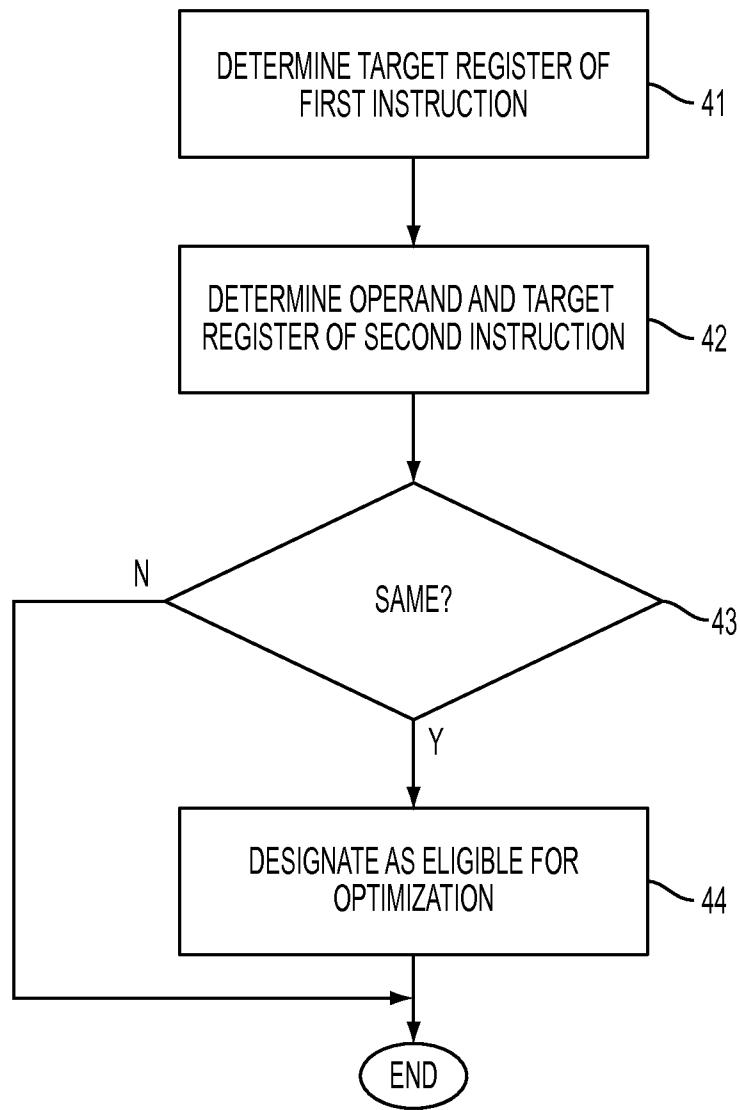 DETERMINE TARGET REGISTER OF
FIRST INSTRUCTION
41
DETERMINE OPERAND AND TARGET
REGISTER OF SECOND INSTRUCTION
42
N
SAME?
43
Y
DESIGNATE AS ELIGIBLE FOR
OPTIMIZATION
44
END